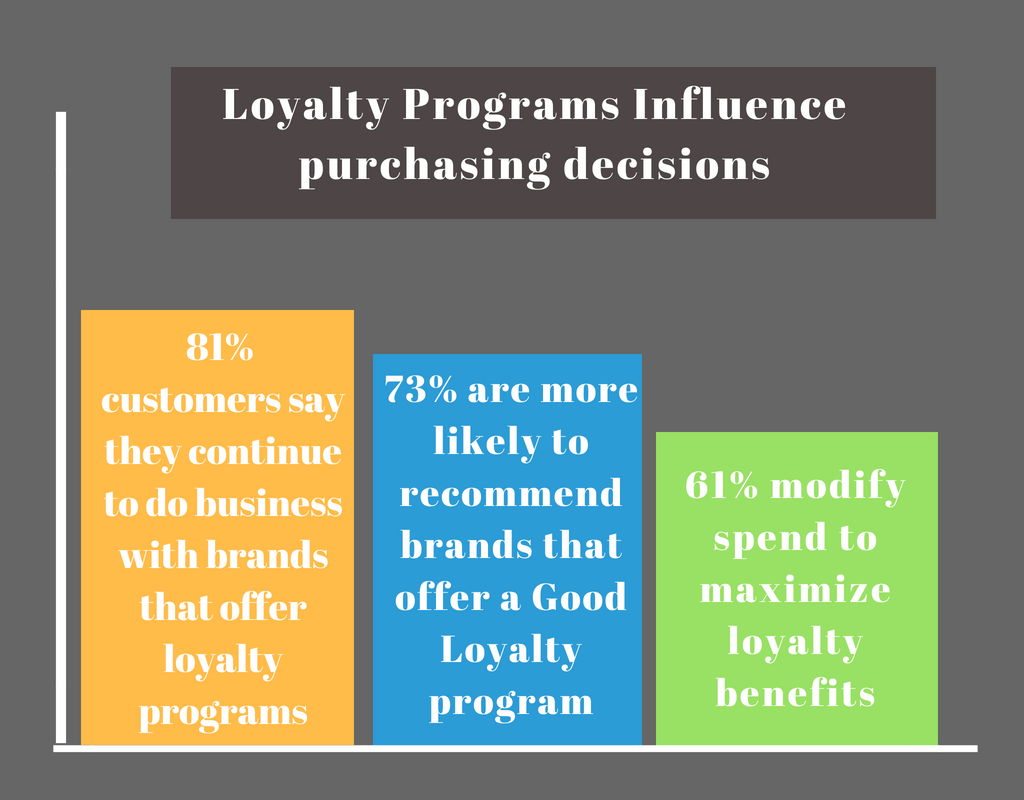 Loyalty Programs Influence
purchasing decisions
81%
customers say
they continue
to do business
with brands
that offer
loyalty
programs
73% are more
likely to
recommend
brands that
offer a Good
Loyalty
program
61% modify
spend to
maximize
loyalty
benefits